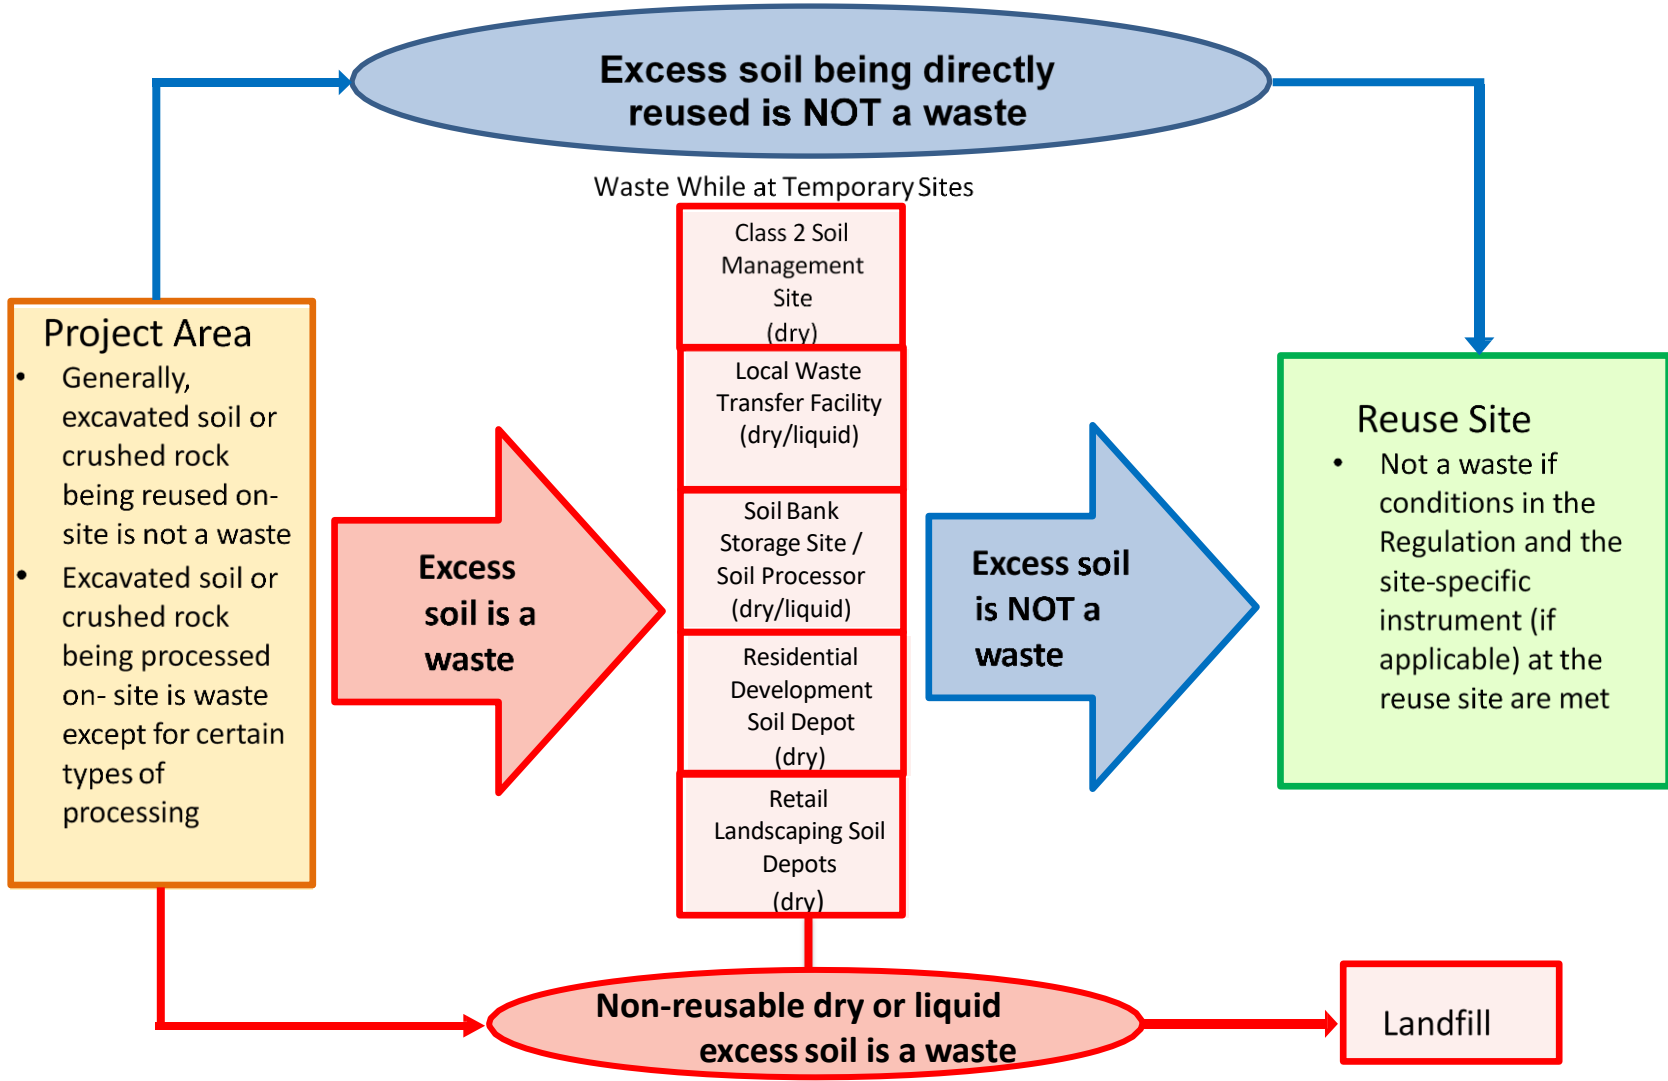 Excess soil being directly
reused is NOT a waste
Waste While at Temporary Sites
Project Area
• Generally,
excavated soil or
crushed rock
being reused on-
site is not a waste
• Excavated soil or
crushed rock
being processed
on- site is waste
except for certain
types of
processing
Excess
soil is a
waste
Class 2 Soil
Management
Site
(dry)
Local Waste
Transfer Facility
(dry/liquid)
Soil Bank
Storage Site /
Soil Processor
(dry/liquid)
Residential
Development
Soil Depot
(dry)
Retail
Landscaping Soil
Depots
(dry)
Excess soil
is NOT a
waste
Reuse Site
• Not a waste if
conditions in the
Regulation and the
site-specific
instrument (if
applicable) at the
reuse site are met
Non-reusable dry or liquid
excess soil is a waste
Landfill